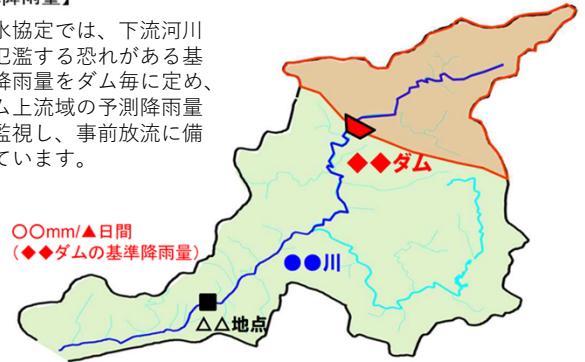 降雨量】
水協定では、下流河川
氾濫する恐れがある基
降雨量をダム毎に定め、
ム上流域の予測降雨量
監視し、事前放流に備
ています。
◆◆ダム
○○mm/▲日間
（◆◆ダムの基準降雨量）
●●川
△△地点